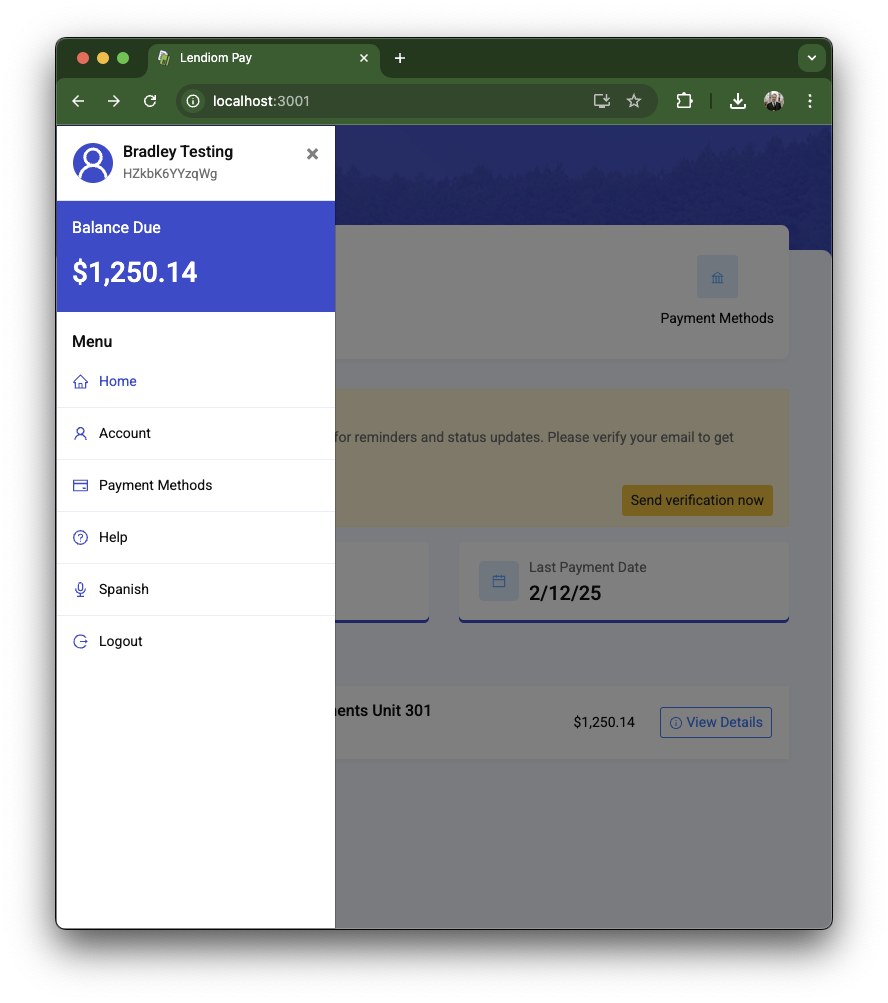 Lendiom Pay
localhost:3001
Bradley Testing
HZkbK6YYzqWg
Balance Due
$1,250.14
Menu
Home
Account
Payment Methods
Help
Spanish
Logout
Payment Methods
for reminders and status updates. Please verify your email to get
Send verification now
Last Payment Date
2/12/25
ents Unit 301
$1,250.14
View Details